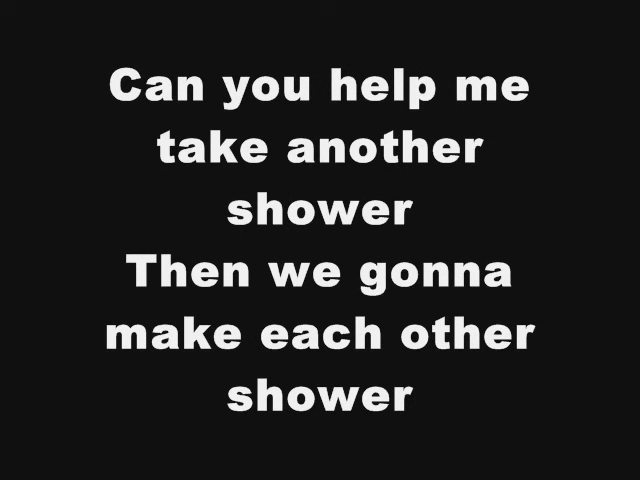 Can you help me
take another
shower
Then we gonna
make each other
shower